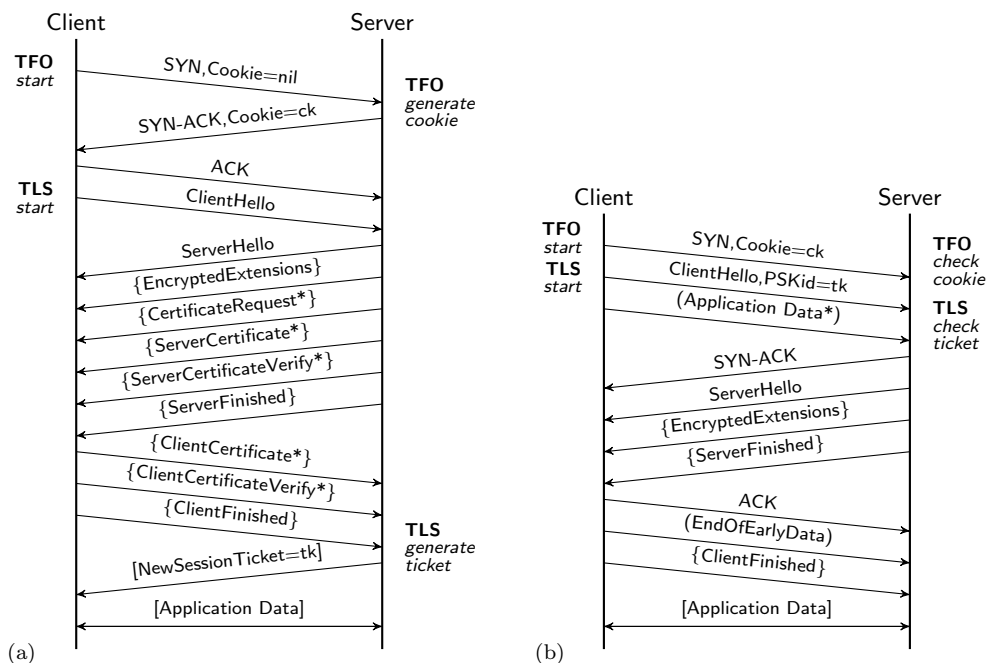 Client Server
TFO
start
SYN,Cookie=nil
TFO
generate
cookie
SYN-ACK,Cookie=ck
ACK
TLS
start
ClientHello
ServerHello
{EncryptedExtensions}
{CertificateRequest*}
{ServerCertificate*}
{ServerCertificateVerify*}
{ServerFinished}
{ClientCertificate*}
{ClientCertificateVerify*}
{ClientFinished}
TLS
generate
ticket
[NewSessionTicket=tk]
[Application Data]
(a)
Client Server
TFO
start
SYN,Cookie=ck
TFO
check
cookie
TLS
start
ClientHello,PSKid=tk
(Application Data*)
TLS
check
ticket
SYN-ACK
ServerHello
{EncryptedExtensions}
{ServerFinished}
ACK
(EndOfEarlyData)
{ClientFinished}
[Application Data]
(b)